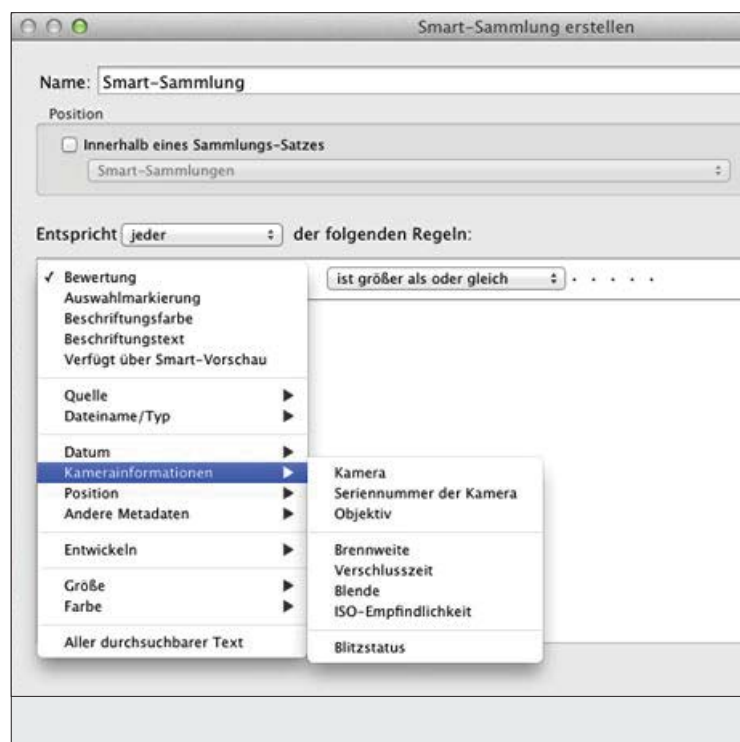 Smart-Sammlung erstellen
Name: Smart-Sammlung
Position
Innerhalb eines Sammlungs-Satzes
Smart-Sammlungen
Entspricht jeder der folgenden Regeln:
✓ Bewertung
ist größer als oder gleich
Auswahlmarkierung
Beschriftungsfarbe
Beschriftungstext
Verfügt über Smart-Vorschau
Quelle
Dateiname/Typ
Datum
Kamerainformationen
Position
Andere Metadaten
Entwickeln
Größe
Farbe
Aller durchsuchbarer Text
Kamera
Seriennummer der Kamera
Objektiv
Brennweite
Verschlusszeit
Blende
ISO-Empfindlichkeit
Blitzstatus